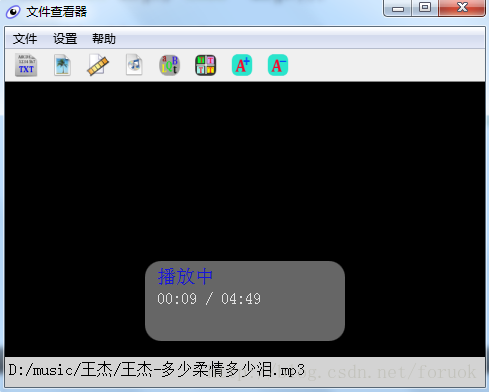 文件查看器
文件 设置 帮助
TXT
A+ A-
播放中
00:09 / 04:49
D:/music/王杰/王杰-多少柔情多少泪.mp3
blog.csdn.net/foruok